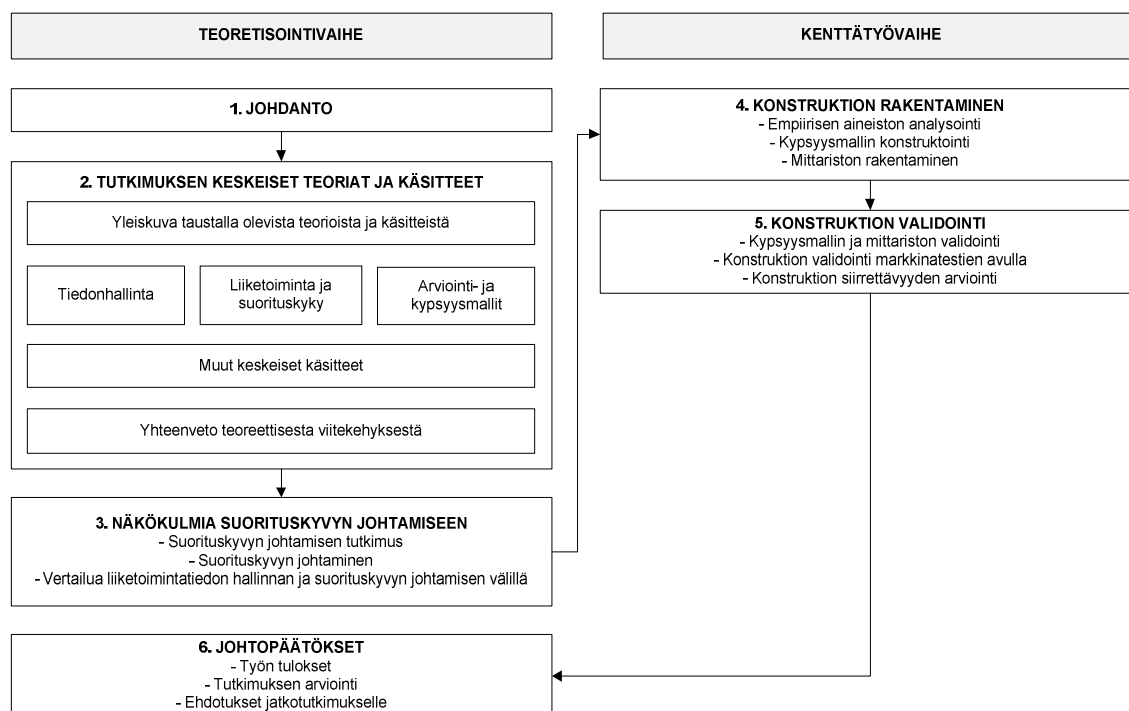 TEORETISOINTIVAIHE
1. JOHDANTO
2. TUTKIMUKSEN KESKEISET TEORIAT JA KÄSITTEET
Yleiskuva taustalla olevista teorioista ja käsitteistä
Tiedonhallinta
Liiketoiminta ja
suorituskyky
Arviointi- ja
kypsyysmallit
Muut keskeiset käsitteet
Yhteenveto teoreettisesta viitekehyksestä
3. NÄKÖKULMIA SUORITUSKYVYN JOHTAMISEEN
- Suorituskyvyn johtamisen tutkimus
- Suorituskyvyn johtaminen
- Vertailua liiketoimintatiedon hallinnan ja suorituskyvyn johtamisen välillä
KENTTÄTYÖVAIHE
4. KONSTRUKTION RAKENTAMINEN
- Empiirisen aineiston analysointi
- Kypsyysmallin konstruktointi
- Mittariston rakentaminen
5. KONSTRUKTION VALIDOINTI
- Kypsyysmallin ja mittariston validointi
- Konstruktion validointi markkinatestien avulla
- Konstruktion siirrettävyyden arviointi
6. JOHTOPÄÄTÖKSET
- Työn tulokset
- Tutkimuksen arviointi
- Ehdotukset jatkotutkimukselle